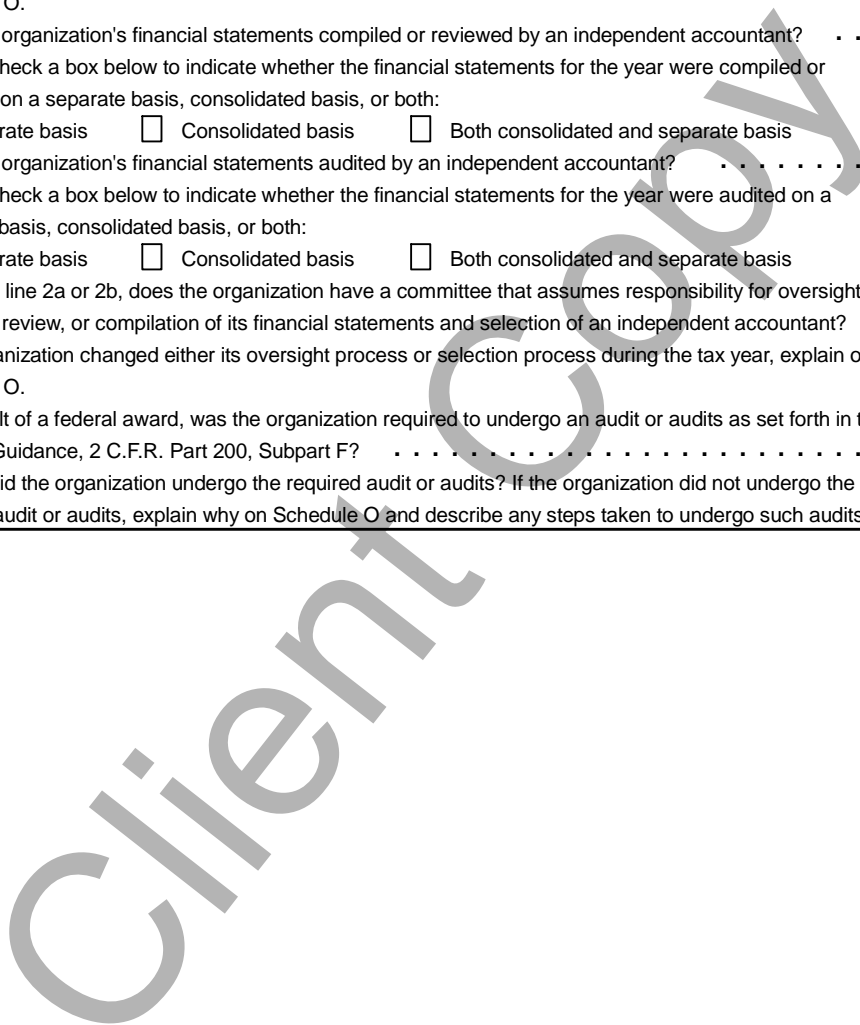 O.
organization's financial statements compiled or reviewed by an independent accountant? . .
heck a box below to indicate whether the financial statements for the year were compiled or
on a separate basis, consolidated basis, or both:
rate basis Consolidated basis Both consolidated and separate basis
organization's financial statements audited by an independent accountant? . . . . . . . .
heck a box below to indicate whether the financial statements for the year were audited on a
basis, consolidated basis, or both:
rate basis Consolidated basis Both consolidated and separate basis
line 2a or 2b, does the organization have a committee that assumes responsibility for oversight
review, or compilation of its financial statements and selection of an independent accountant?
anization changed either its oversight process or selection process during the tax year, explain o
O.
lt of a federal award, was the organization required to undergo an audit or audits as set forth in t
Guidance, 2 C.F.R. Part 200, Subpart F? . . . . . . . . . . . . . . . . . . . . . . . . .
id the organization undergo the required audit or audits? If the organization did not undergo the
audit or audits, explain why on Schedule O and describe any steps taken to undergo such audits
Client Copy